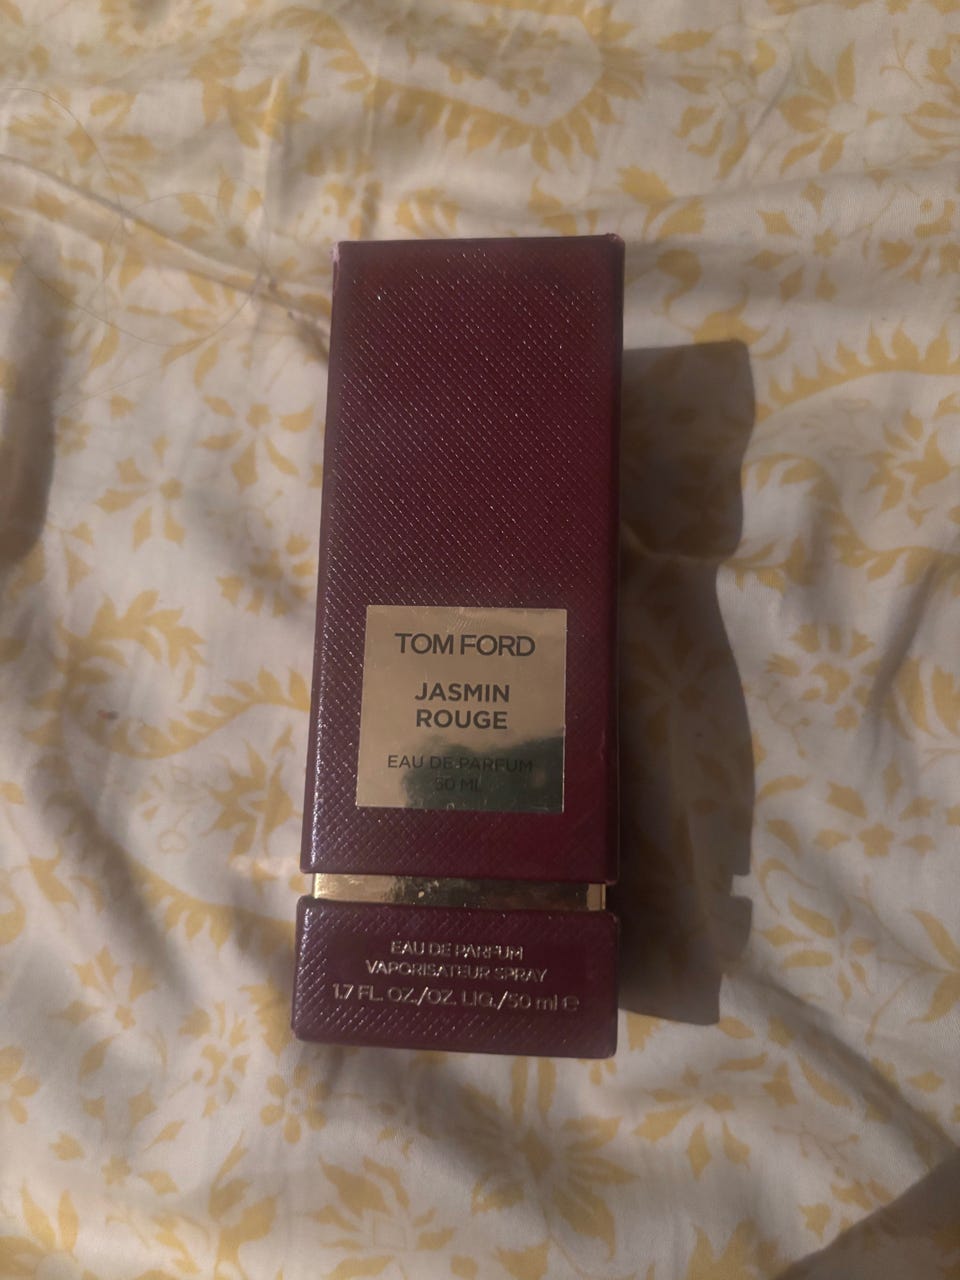 TOM FORD
JASMIN
ROUGE
EAU DE PARFUM
50 ML
EAU DE PARFUM
VAPORISATEUR SPRAY
1.7 FL. OZ./OZ. LIQ./50 ml ℮